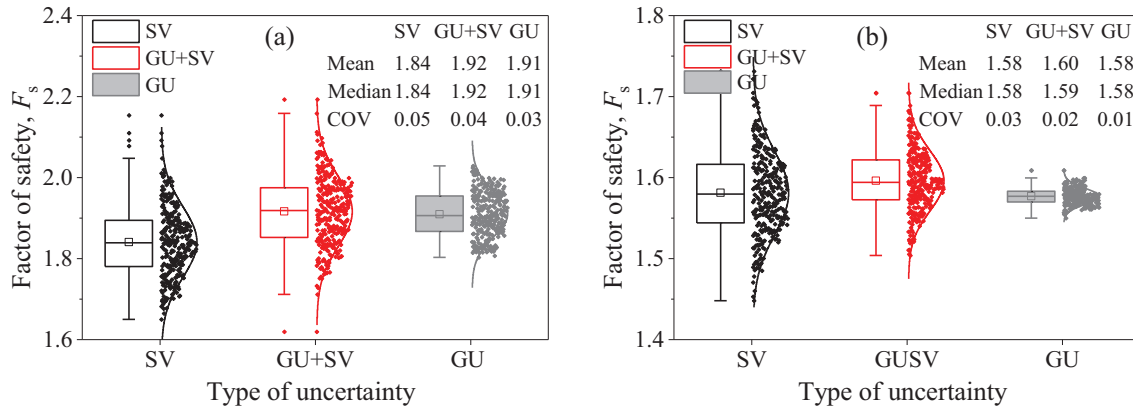 (a)
SV
GU+SV
GU
SV GU+SV GU
Mean 1.84 1.92 1.91
Median 1.84 1.92 1.91
COV 0.05 0.04 0.03
Factor of safety, Fs
2.4
2.2
2.0
1.8
1.6
SV GU+SV GU
Type of uncertainty
(b)
SV
GU+SV
GU
SV GU+SV GU
Mean 1.58 1.60 1.58
Median 1.58 1.59 1.58
COV 0.03 0.02 0.01
Factor of safety, Fs
1.8
1.7
1.6
1.5
1.4
SV GUSV GU
Type of uncertainty